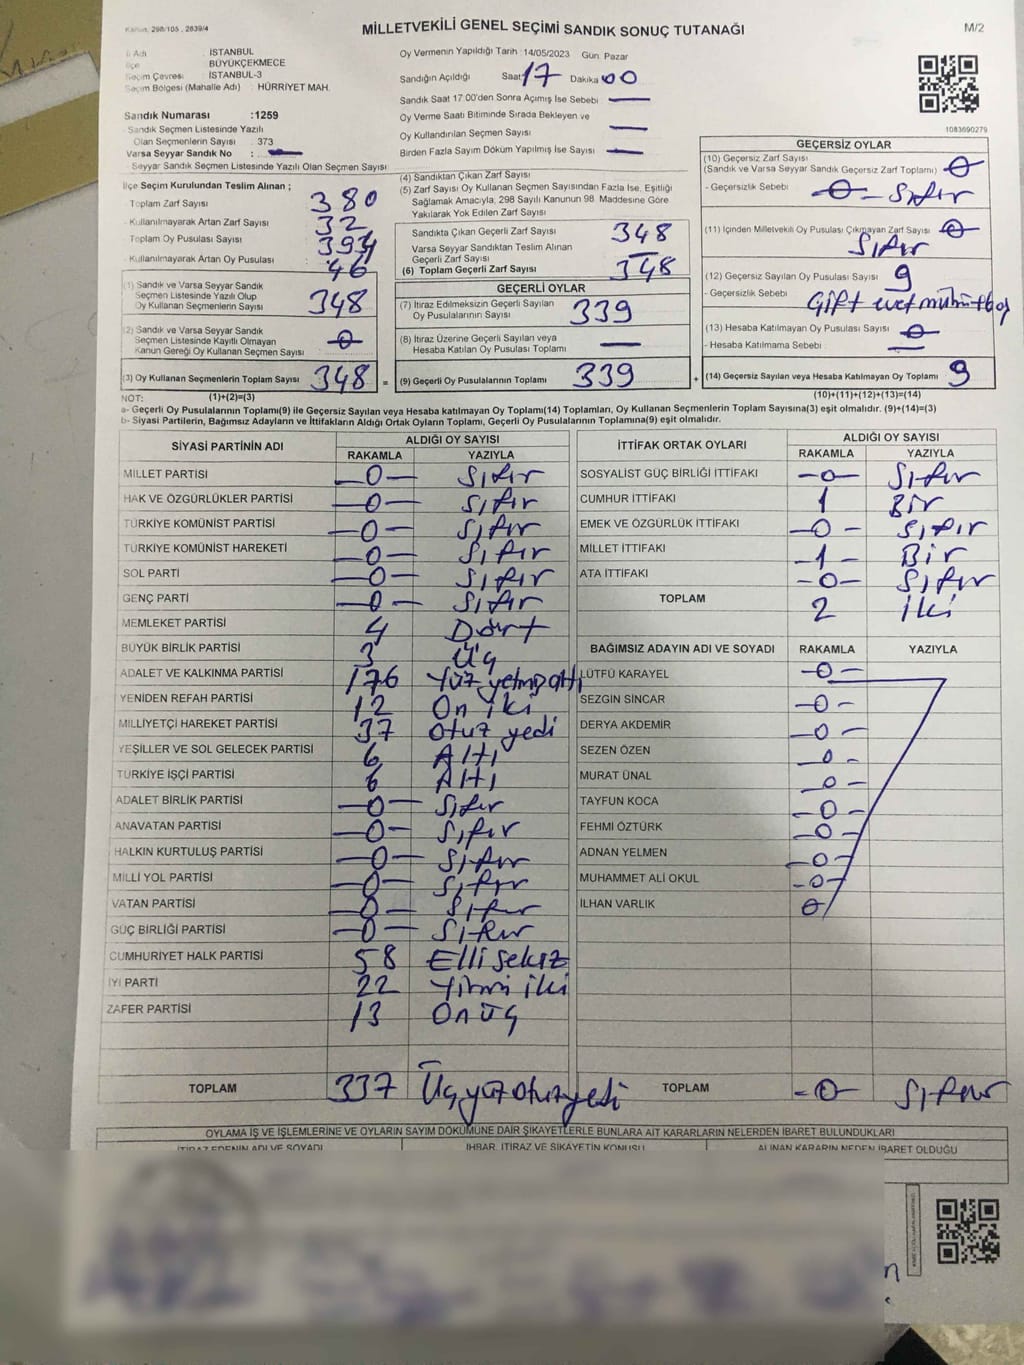 Kanun: 298/105 , 2839/4
MİLLETVEKİLİ GENEL SEÇİMİ SANDIK SONUÇ TUTANAĞI
M/2
İl Adı : İSTANBUL
İlçe : BÜYÜKÇEKMECE
Seçim Çevresi : İSTANBUL-3
Seçim Bölgesi (Mahalle Adı) : HÜRRİYET MAH.
Sandık Numarası :1259
Sandık Seçmen Listesinde Yazılı
Olan Seçmenlerin Sayısı : 373
Varsa Seyyar Sandık No : —
Seyyar Sandık Seçmen Listesinde Yazılı Olan Seçmen Sayısı
Oy Vermenin Yapıldığı Tarih : 14/05/2023 Gün: Pazar
Sandığın Açıldığı Saat 17 Dakika 00
Sandık Saat 17:00'den Sonra Açılmış İse Sebebi —
Oy Verme Saati Bitiminde Sırada Bekleyen ve
Oy Kullandırılan Seçmen Sayısı —
Birden Fazla Sayım Döküm Yapılmış İse Sayısı —
1083690279
İlçe Seçim Kurulundan Teslim Alınan ;
Toplam Zarf Sayısı 380
Kullanılmayarak Artan Zarf Sayısı : 32
Toplam Oy Pusulası Sayısı : 394
Kullanılmayarak Artan Oy Pusulası : 46
(1) Sandık ve Varsa Seyyar Sandık
Seçmen Listesinde Yazılı Olup
Oy Kullanan Seçmenlerin Sayısı 348
(2) Sandık ve Varsa Seyyar Sandık
Seçmen Listesinde Kayıtlı Olmayan
Kanun Gereği Oy Kullanan Seçmen Sayısı 0
(3) Oy Kullanan Seçmenlerin Toplam Sayısı 348 =
(4) Sandıktan Çıkan Zarf Sayısı
(5) Zarf Sayısı Oy Kullanan Seçmen Sayısından Fazla İse, Eşitliği
Sağlamak Amacıyla, 298 Sayılı Kanunun 98. Maddesine Göre
Yakılarak Yok Edilen Zarf Sayısı
Sandıkta Çıkan Geçerli Zarf Sayısı 348
Varsa Seyyar Sandıktan Teslim Alınan
Geçerli Zarf Sayısı —
(6) Toplam Geçerli Zarf Sayısı 348
GEÇERLİ OYLAR
(7) İtiraz Edilmeksizin Geçerli Sayılan
Oy Pusulalarının Sayısı 339
(8) İtiraz Üzerine Geçerli Sayılan veya
Hesaba Katılan Oy Pusulası Toplamı —
(9) Geçerli Oy Pusulalarının Toplamı 339 +
GEÇERSİZ OYLAR
(10) Geçersiz Zarf Sayısı
(Sandık ve Varsa Seyyar Sandık Geçersiz Zarf Toplamı) 0
- Geçersizlik Sebebi : -0- Sıfır
(11) İçinden Milletvekili Oy Pusulası Çıkmayan Zarf Sayısı 0
Sıfır
(12) Geçersiz Sayılan Oy Pusulası Sayısı 9
- Geçersizlik Sebebi :
(13) Hesaba Katılmayan Oy Pusulası Sayısı 0
- Hesaba Katılmama Sebebi : —
(14) Geçersiz Sayılan veya Hesaba Katılmayan Oy Toplamı 9
NOT: (1)+(2)=(3)
(10)+(11)+(12)+(13)=(14)
a- Geçerli Oy Pusulalarının Toplamı(9) ile Geçersiz Sayılan veya Hesaba katılmayan Oy Toplamı(14) Toplamları, Oy Kullanan Seçmenlerin Toplam Sayısına(3) eşit olmalıdır. (9)+(14)=(3)
b- Siyasi Partilerin, Bağımsız Adayların ve İttifakların Aldığı Ortak Oyların Toplamı, Geçerli Oy Pusulalarının Toplamına(9) eşit olmalıdır.
SİYASİ PARTİNİN ADI ALDIĞI OY SAYISI
RAKAMLA YAZIYLA
MİLLET PARTİSİ -0- Sıfır
HAK VE ÖZGÜRLÜKLER PARTİSİ -0- Sıfır
TÜRKİYE KOMÜNİST PARTİSİ -0- Sıfır
TÜRKİYE KOMÜNİST HAREKETİ -0- Sıfır
SOL PARTİ -0- Sıfır
GENÇ PARTİ -0- Sıfır
MEMLEKET PARTİSİ 4 Dört
BÜYÜK BİRLİK PARTİSİ 3 Üç
ADALET VE KALKINMA PARTİSİ 176 Yüz yetmiş altı
YENİDEN REFAH PARTİSİ 12 On iki
MİLLİYETÇİ HAREKET PARTİSİ 37 Otuz yedi
YEŞİLLER VE SOL GELECEK PARTİSİ 6 Altı
TÜRKİYE İŞÇİ PARTİSİ 6 Altı
ADALET BİRLİK PARTİSİ -0- Sıfır
ANAVATAN PARTİSİ -0- Sıfır
HALKIN KURTULUŞ PARTİSİ -0- Sıfır
MİLLİ YOL PARTİSİ -0- Sıfır
VATAN PARTİSİ -0- Sıfır
GÜÇ BİRLİĞİ PARTİSİ -0- Sıfır
CUMHURİYET HALK PARTİSİ 58 Elli sekiz
İYİ PARTİ 22 Yirmi iki
ZAFER PARTİSİ 13 On üç
TOPLAM 337 Üçyüzotuzyedi
İTTİFAK ORTAK OYLARI ALDIĞI OY SAYISI
RAKAMLA YAZIYLA
SOSYALİST GÜÇ BİRLİĞİ İTTİFAKI -0- Sıfır
CUMHUR İTTİFAKI 1 Bir
EMEK VE ÖZGÜRLÜK İTTİFAKI -0- Sıfır
MİLLET İTTİFAKI -1- Bir
ATA İTTİFAKI -0- Sıfır
TOPLAM 2 İki
BAĞIMSIZ ADAYIN ADI VE SOYADI RAKAMLA YAZIYLA
LÜTFÜ KARAYEL -0-
SEZGİN SİNCAR -0-
DERYA AKDEMİR -0-
SEZEN ÖZEN -0-
MURAT ÜNAL -0-
TAYFUN KOCA -0-
FEHMİ ÖZTÜRK -0-
ADNAN YELMEN -0-
MUHAMMET ALİ OKUL -0-
İLHAN VARLIK 0
TOPLAM -0- Sıfır
OYLAMA İŞ VE İŞLEMLERİNE VE OYLARIN SAYIM DÖKÜMÜNE DAİR ŞİKAYETLERLE BUNLARA AİT KARARLARIN NELERDEN İBARET BULUNDUKLARI
İTİRAZ EDENİN ADI VE SOYADI İHBAR, İTİRAZ VE ŞİKAYETİN KONUSU ALINAN KARARIN NEDEN İBARET OLDUĞU